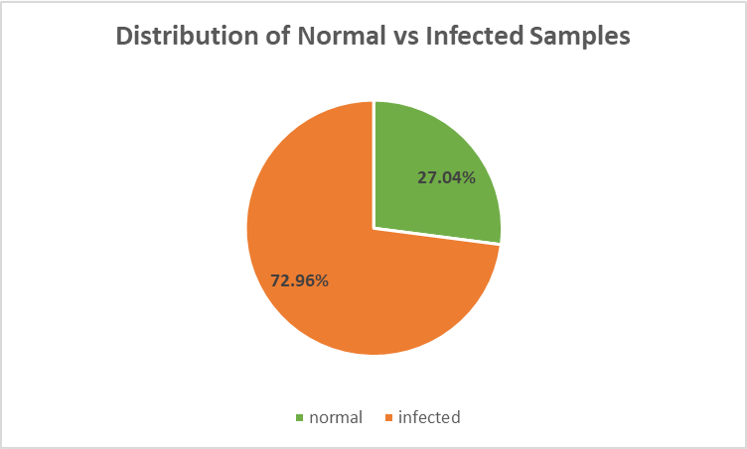 Distribution of Normal vs Infected Samples
27.04%
72.96%
normal infected